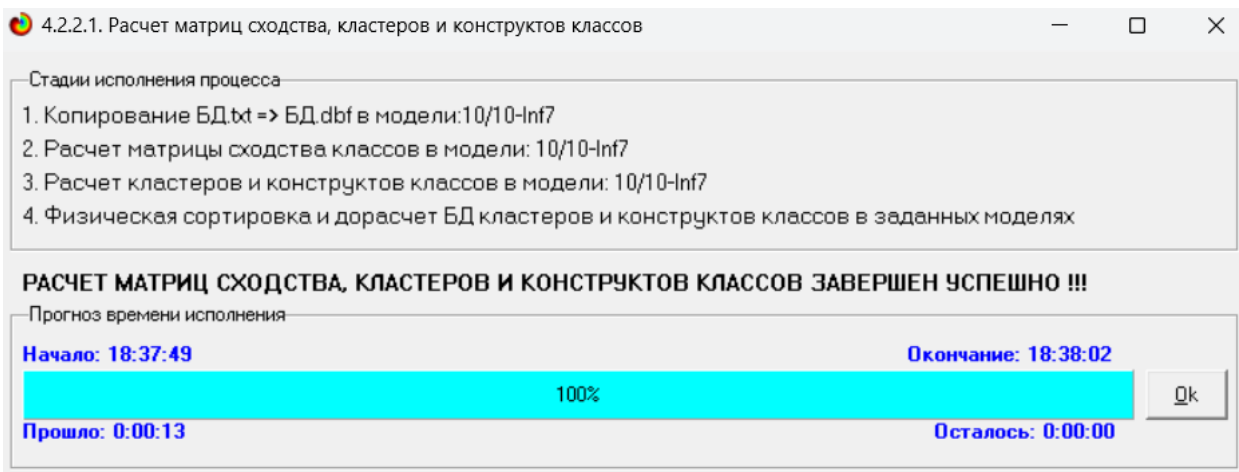 4.2.2.1. Расчет матриц сходства, кластеров и конструктов классов
Стадии исполнения процесса
1. Копирование БД.txt => БД.dbf в модели:10/10-Inf7
2. Расчет матрицы сходства классов в модели: 10/10-Inf7
3. Расчет кластеров и конструктов классов в модели: 10/10-Inf7
4. Физическая сортировка и дорасчет БД кластеров и конструктов классов в заданных моделях
РАСЧЕТ МАТРИЦ СХОДСТВА, КЛАСТЕРОВ И КОНСТРУКТОВ КЛАССОВ ЗАВЕРШЕН УСПЕШНО !!!
Прогноз времени исполнения
Начало: 18:37:49 Окончание: 18:38:02
100% Ok
Прошло: 0:00:13 Осталось: 0:00:00